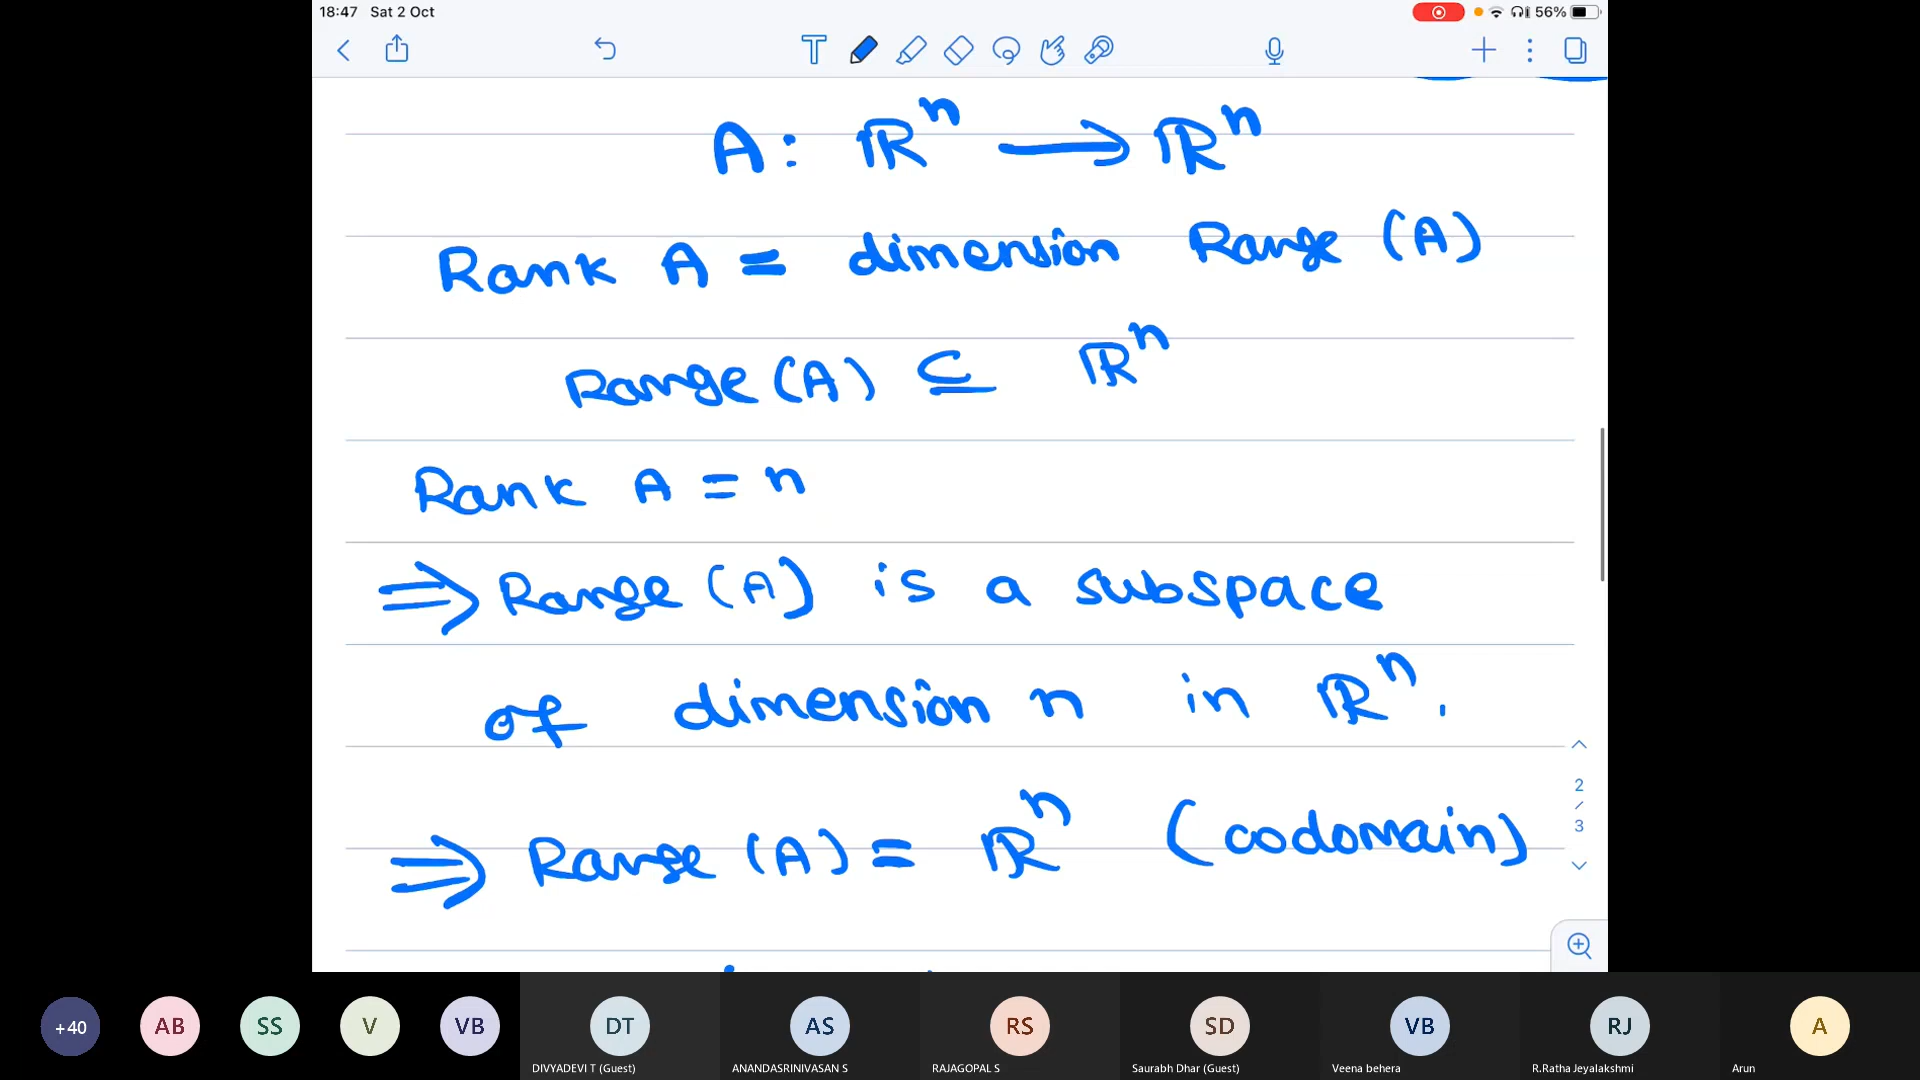 18:47 Sat 2 Oct 56%
A: ℝⁿ ⟶ ℝⁿ
Rank A = dimension Range (A)
Range (A) ⊆ ℝⁿ
Rank A = n
⇒ Range (A) is a subspace
of dimension n in ℝⁿ.
2
/
3
⇒ Range (A) = ℝⁿ (codomain)
+40 AB SS V VB DT AS RS SD VB RJ A
DIVYADEVI T (Guest) ANANDASRINIVASAN S RAJAGOPAL S Saurabh Dhar (Guest) Veena behera R.Ratha Jeyalakshmi Arun